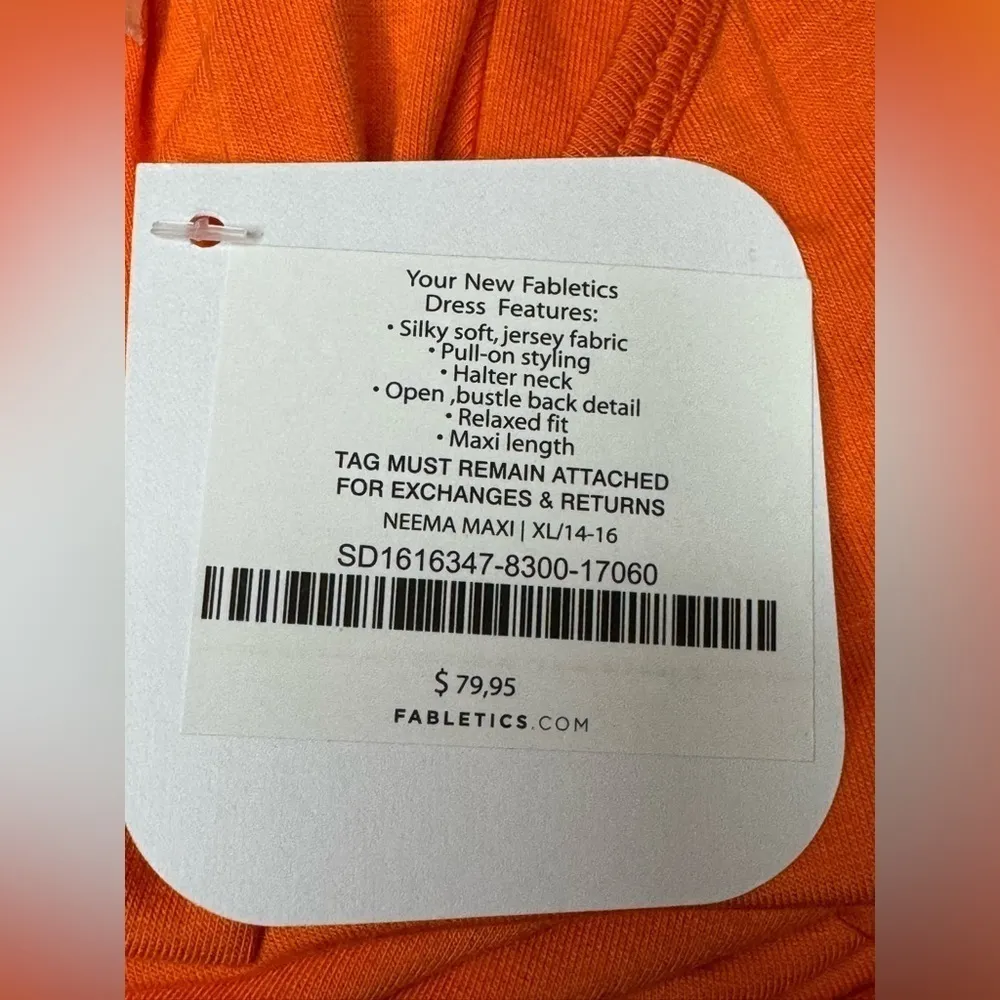 Your New Fabletics
Dress Features:
• Silky soft, jersey fabric
• Pull-on styling
• Halter neck
• Open ,bustle back detail
• Relaxed fit
• Maxi length
TAG MUST REMAIN ATTACHED
FOR EXCHANGES & RETURNS
NEEMA MAXI | XL/14-16
SD1616347-8300-17060
$ 79,95
FABLETICS.COM